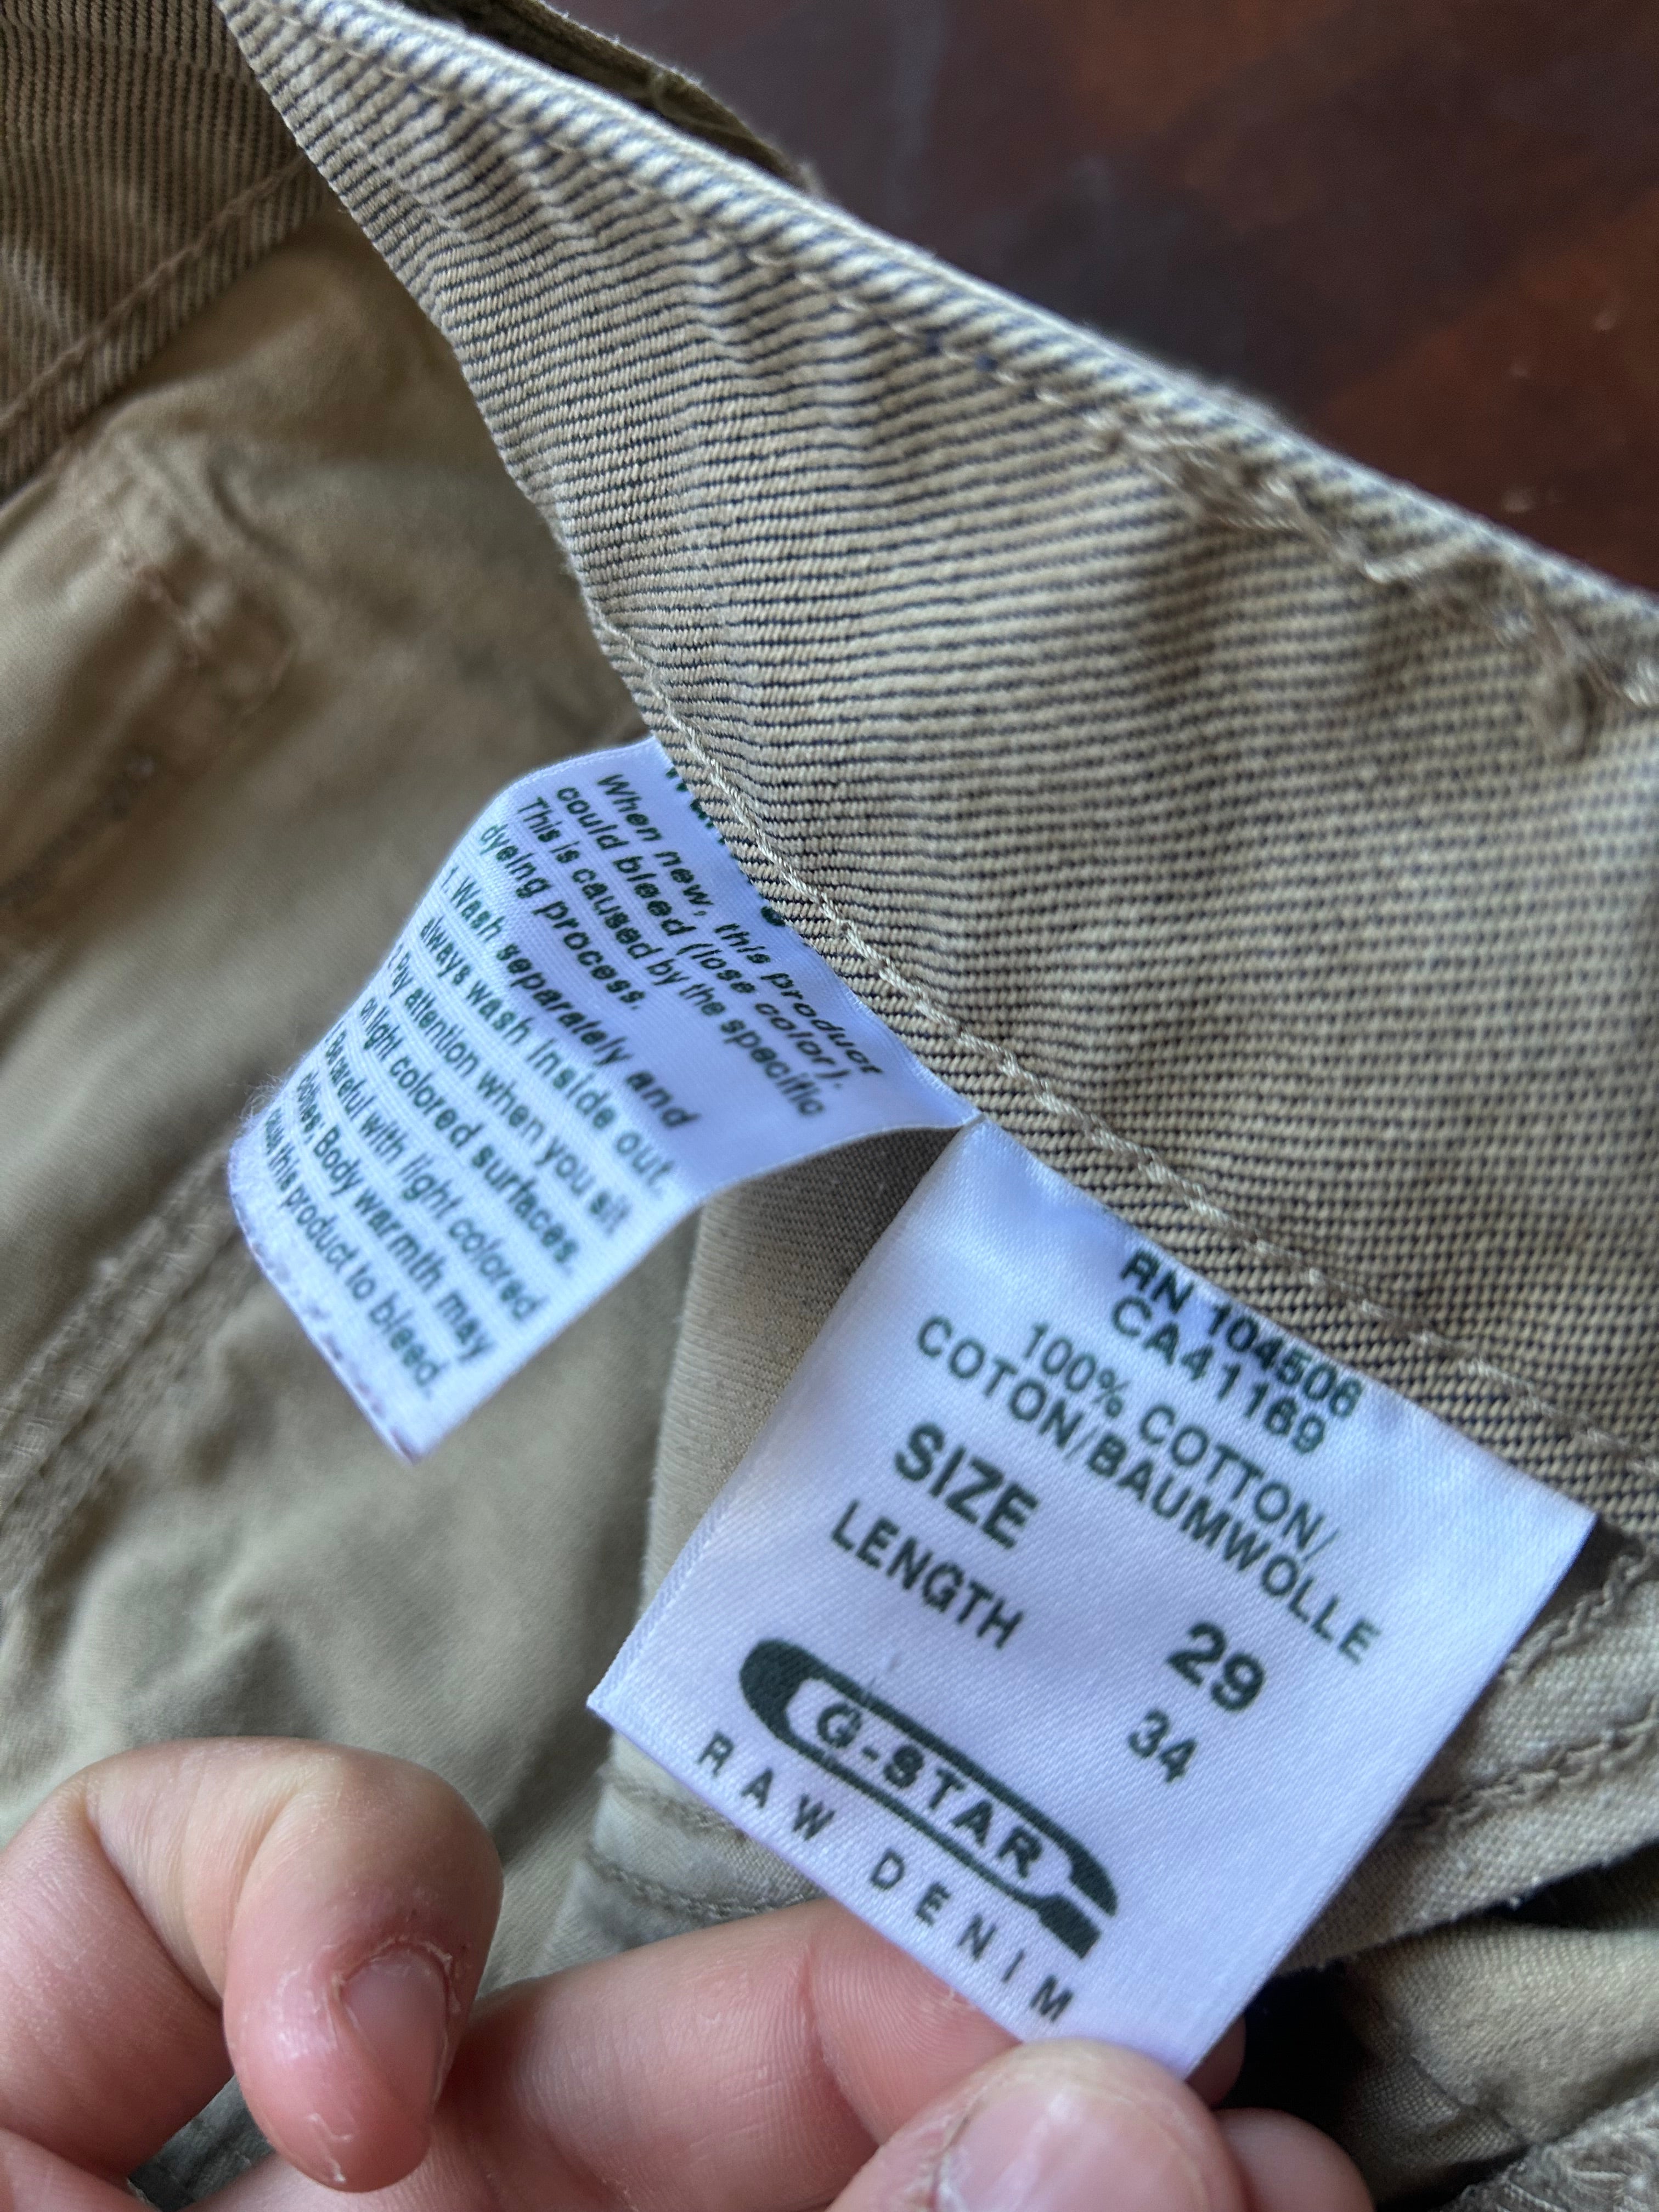 When new, this product
could bleed (lose color).
This is caused by the specific
dyeing process.
1. Wash separately and
always wash inside out.
Pay attention when you sit
on light colored surfaces.
Be careful with light colored
clothes. Body warmth may
cause this product to bleed.
RN 104506
CA41169
100% COTTON/
COTON/BAUMWOLLE
SIZE 29
LENGTH 34
G-STAR
RAW DENIM